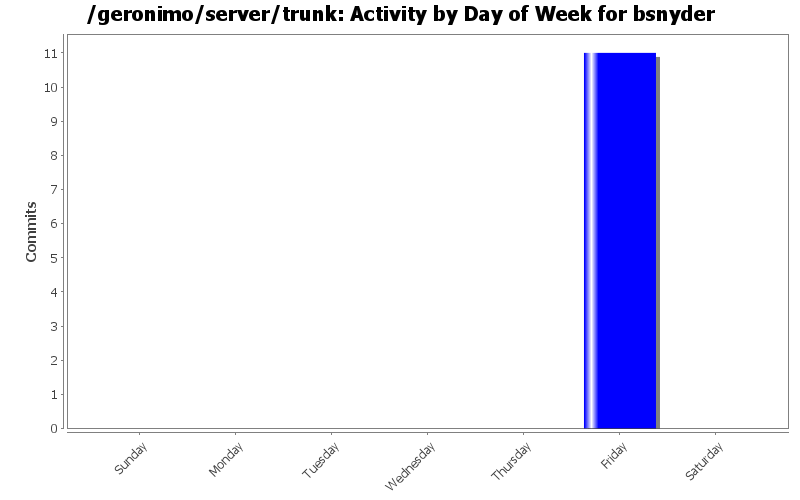 /geronimo/server/trunk: Activity by Day of Week for bsnyder
Commits
11
10
9
8
7
6
5
4
3
2
1
0
Sunday
Monday
Tuesday
Wednesday
Thursday
Friday
Saturday